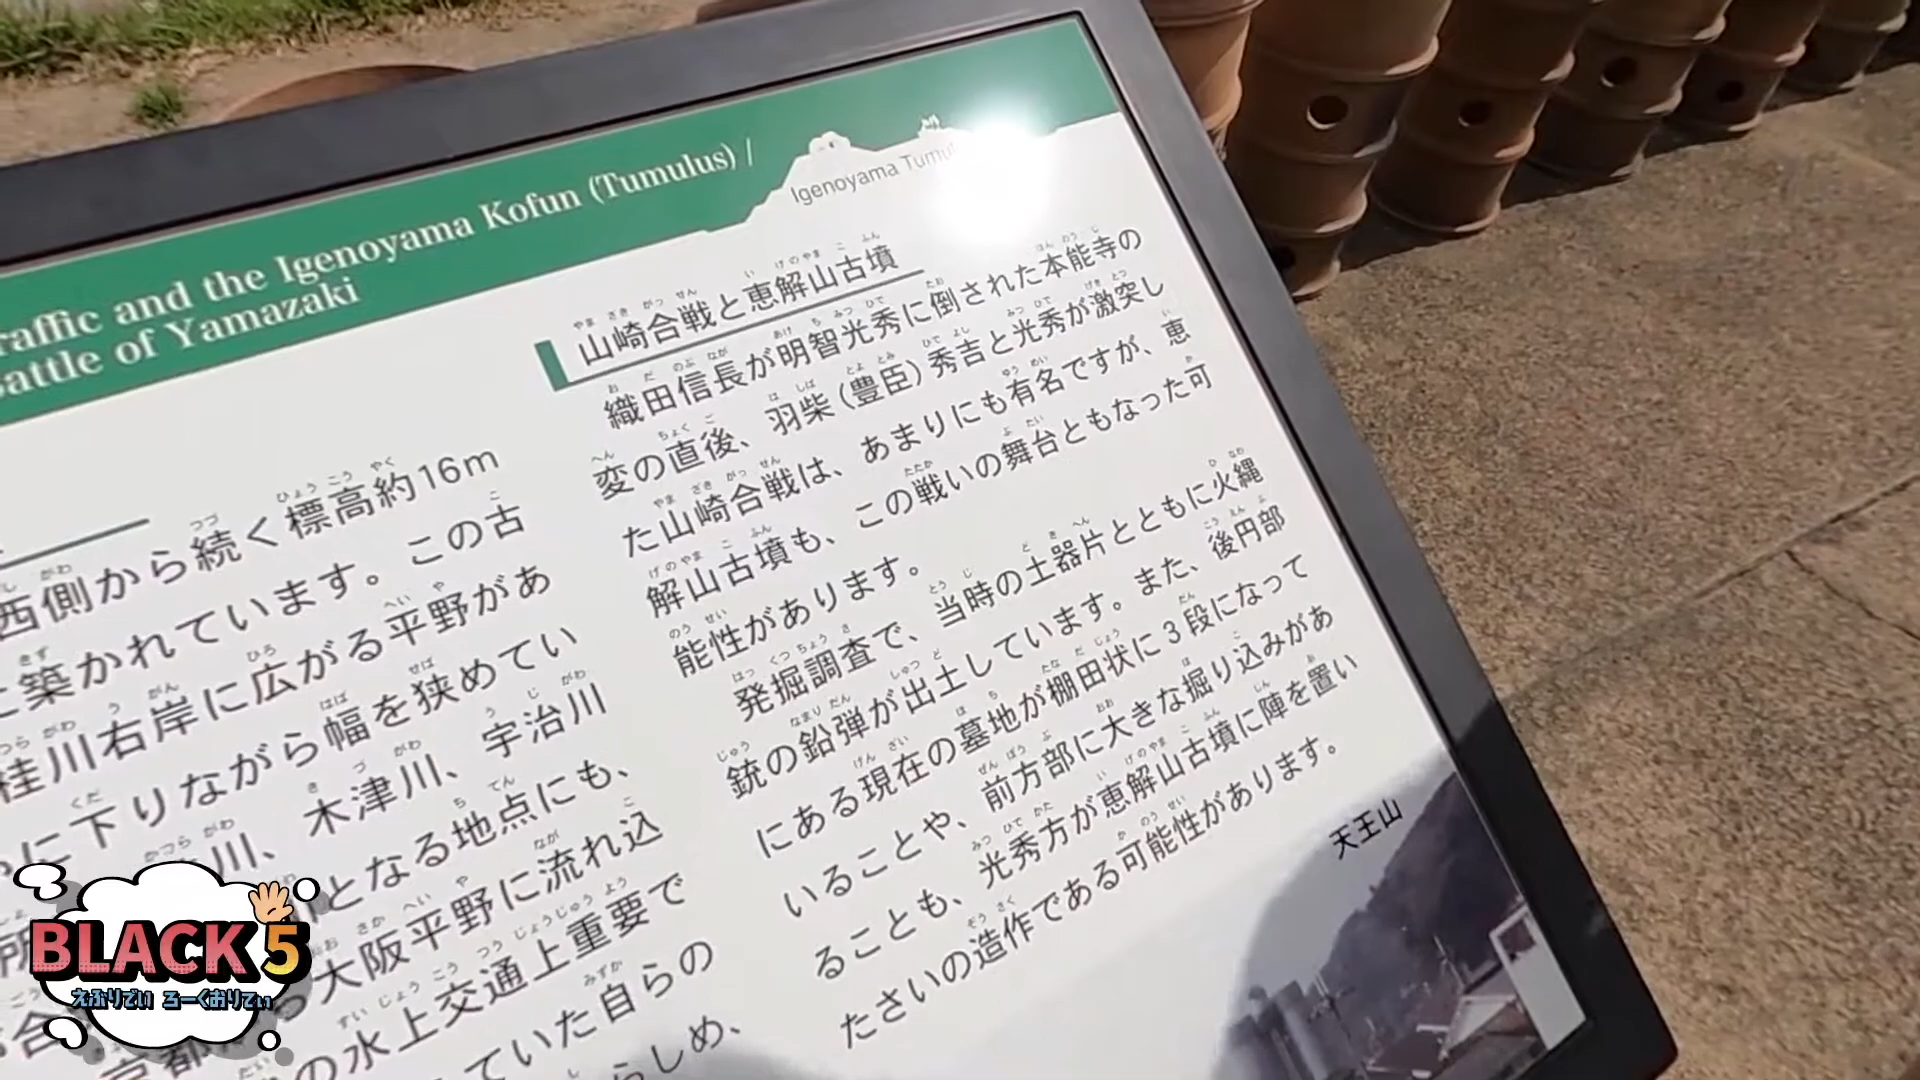 raffic and the Igenoyama Kofun (Tumulus) /
Battle of Yamazaki
Igenoyama
山崎合戦と恵解山古墳
織田信長が明智光秀に倒された本能寺の
変の直後、羽柴(豊臣)秀吉と光秀が激突し
た山崎合戦は、あまりにも有名ですが、恵
解山古墳も、この戦いの舞台ともなった可
能性があります。
発掘調査で、当時の土器片とともに火縄
銃の鉛弾が出土しています。また、後円部
にある現在の墓地が棚田状に3段になって
いることや、前方部に大きな掘り込みがあ
ることも、光秀方が恵解山古墳に陣を置い
たさいの造作である可能性があります。
天王山
西側から続く標高約16m
築かれています。この古
桂川右岸に広がる平野があ
に下りながら幅を狭めてい
川、木津川、宇治川
となる地点にも、
大阪平野に流れ込
の水上交通上重要で
ていた自らの
らしめ、
BLACK 5
えぶりでい ろーくおりてぃ